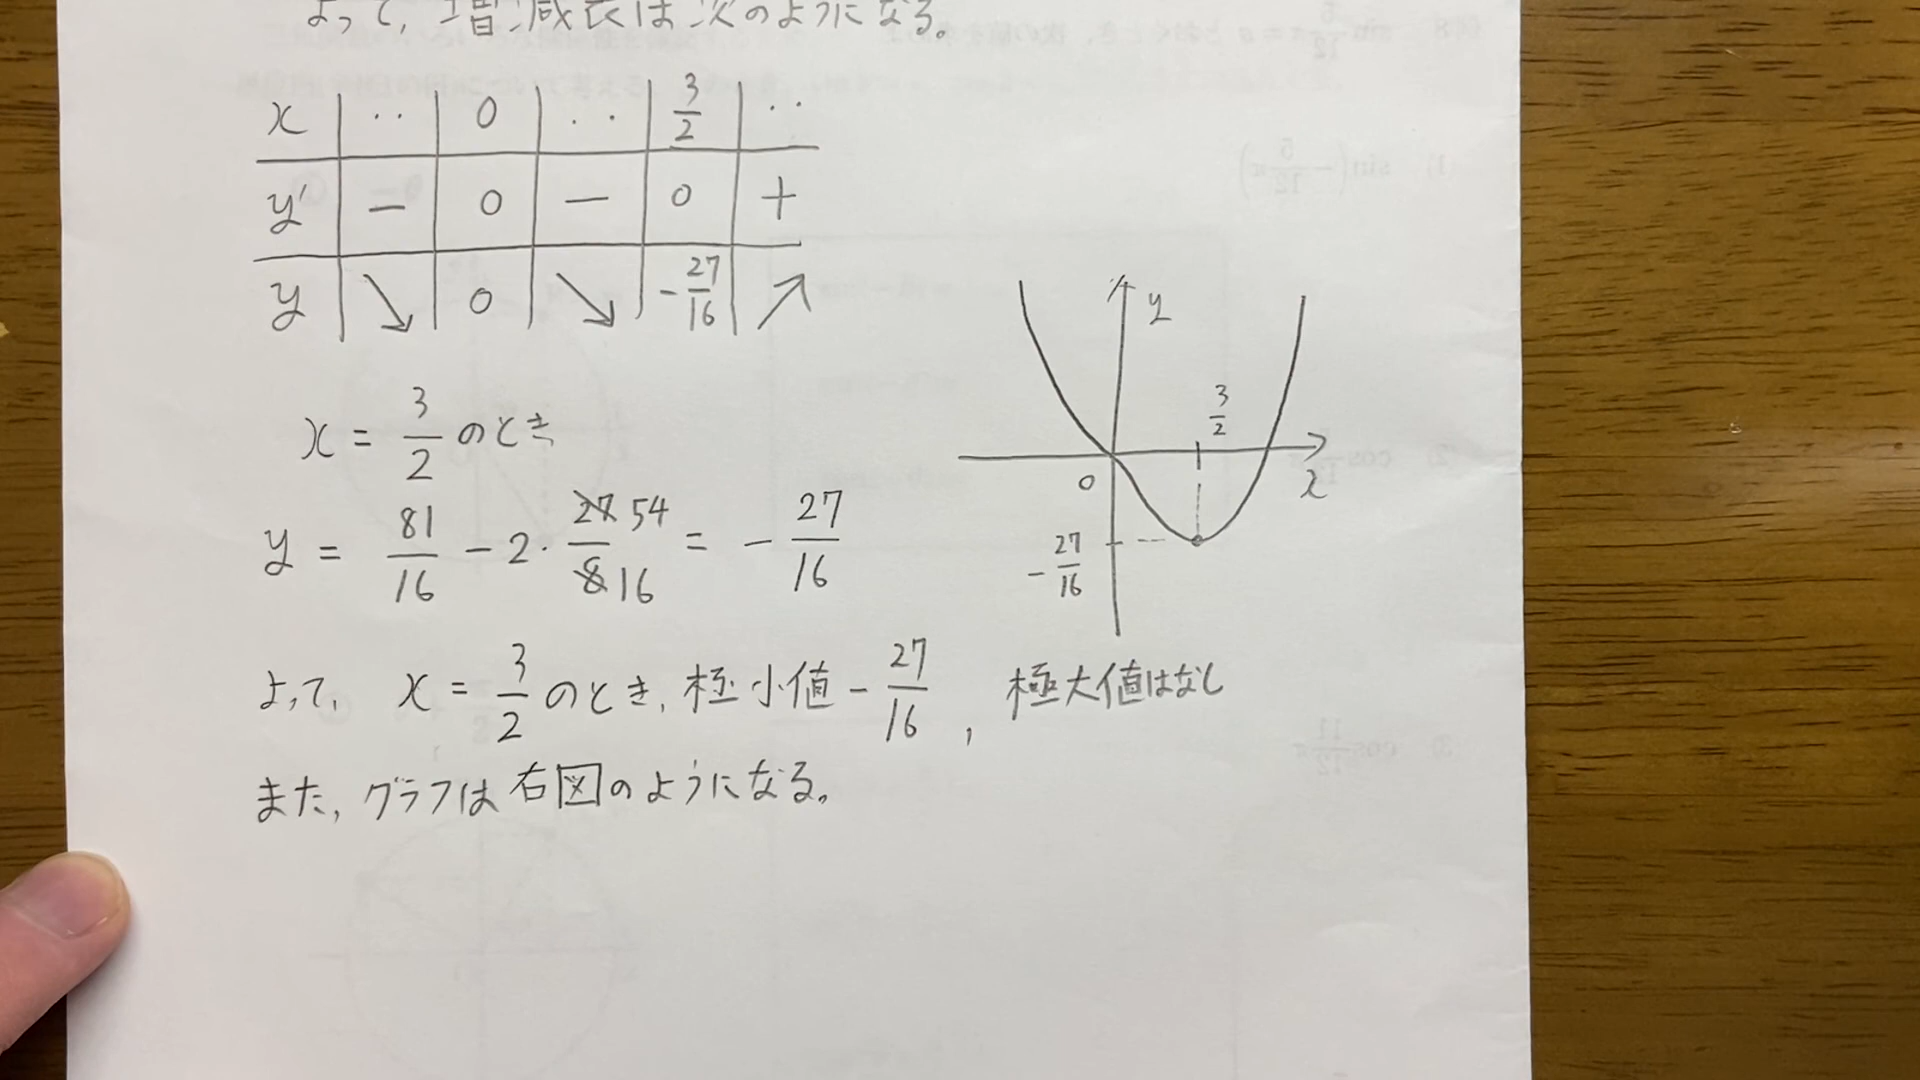 よって、増減表は次のようになる。
x | ‥ | 0 | ‥ | 3/2 | ‥
y' | − | 0 | − | 0 | +
y | ↘ | 0 | ↘ | -27/16 | ↗
x = 3/2 のとき
y = 81/16 − 2・27/8 54/16 = −27/16
y
3/2
0
x
-27/16
よって、x = 3/2 のとき、極小値 −27/16 , 極大値はなし
また、グラフは右図のようになる。